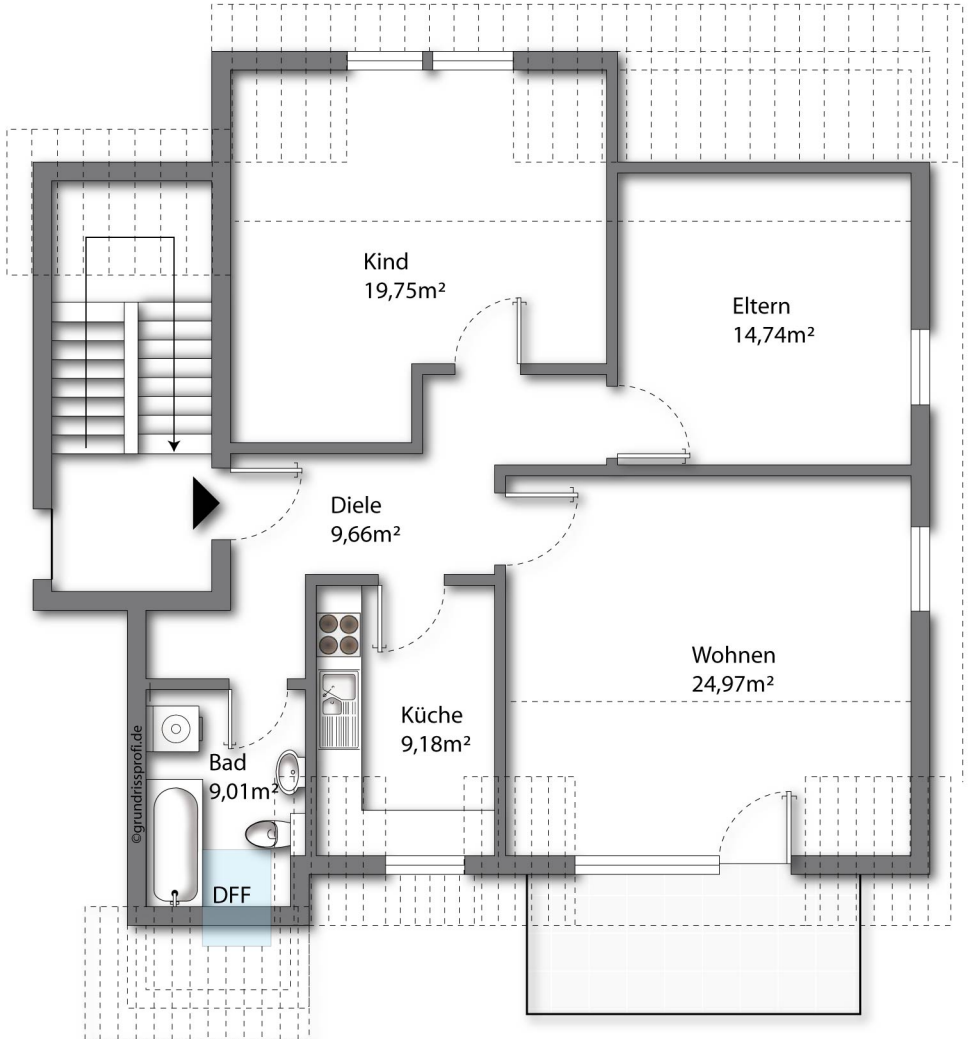 Kind
19,75m²
Eltern
14,74m²
Diele
9,66m²
Wohnen
24,97m²
Küche
9,18m²
Bad
9,01m²
DFF
©grundrissprofi.de